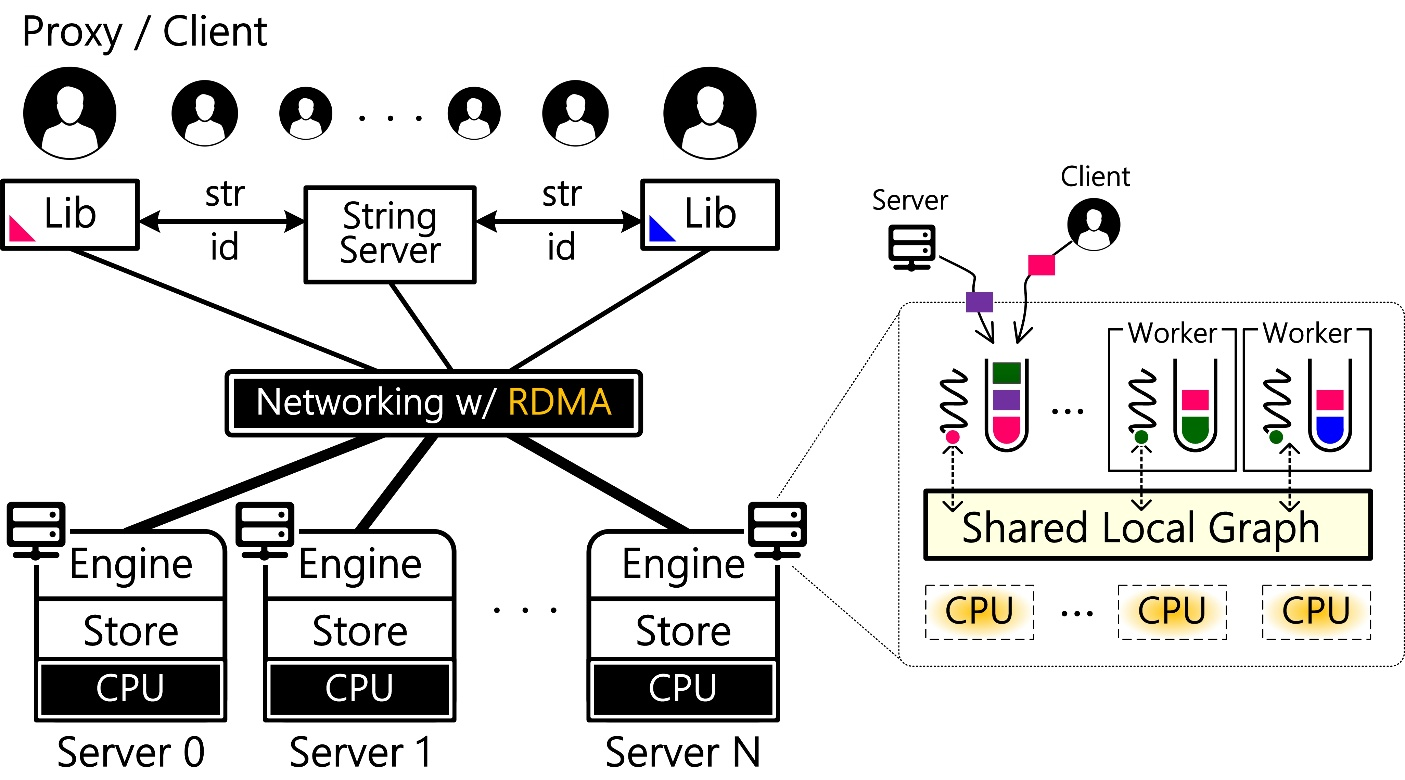 Proxy / Client
. . .
Lib
str
id
String
Server
str
id
Lib
Networking w/ RDMA
Engine
Store
CPU
Server 0
Engine
Store
CPU
Server 1
. . .
Engine
Store
CPU
Server N
Server
Client
...
Worker
Worker
Shared Local Graph
CPU
...
CPU
CPU